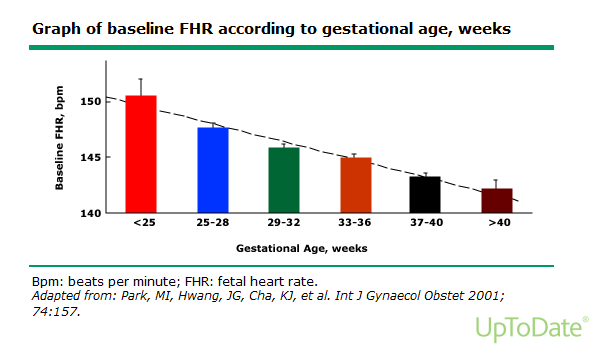 Graph of baseline FHR according to gestational age, weeks
Baseline FHR, bpm
150
145
140
<25
25-28
29-32
33-36
37-40
>40
Gestational Age, weeks
Bpm: beats per minute; FHR: fetal heart rate.
Adapted from: Park, MI, Hwang, JG, Cha, KJ, et al. Int J Gynaecol Obstet 2001;
74:157.
UpToDate®